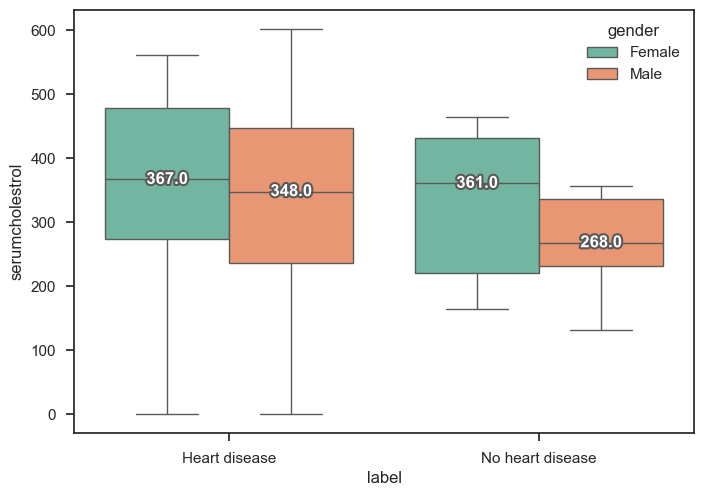 600
500
400
300
200
100
0
serumcholestrol
367.0
348.0
361.0
268.0
gender
Female
Male
Heart disease
No heart disease
label